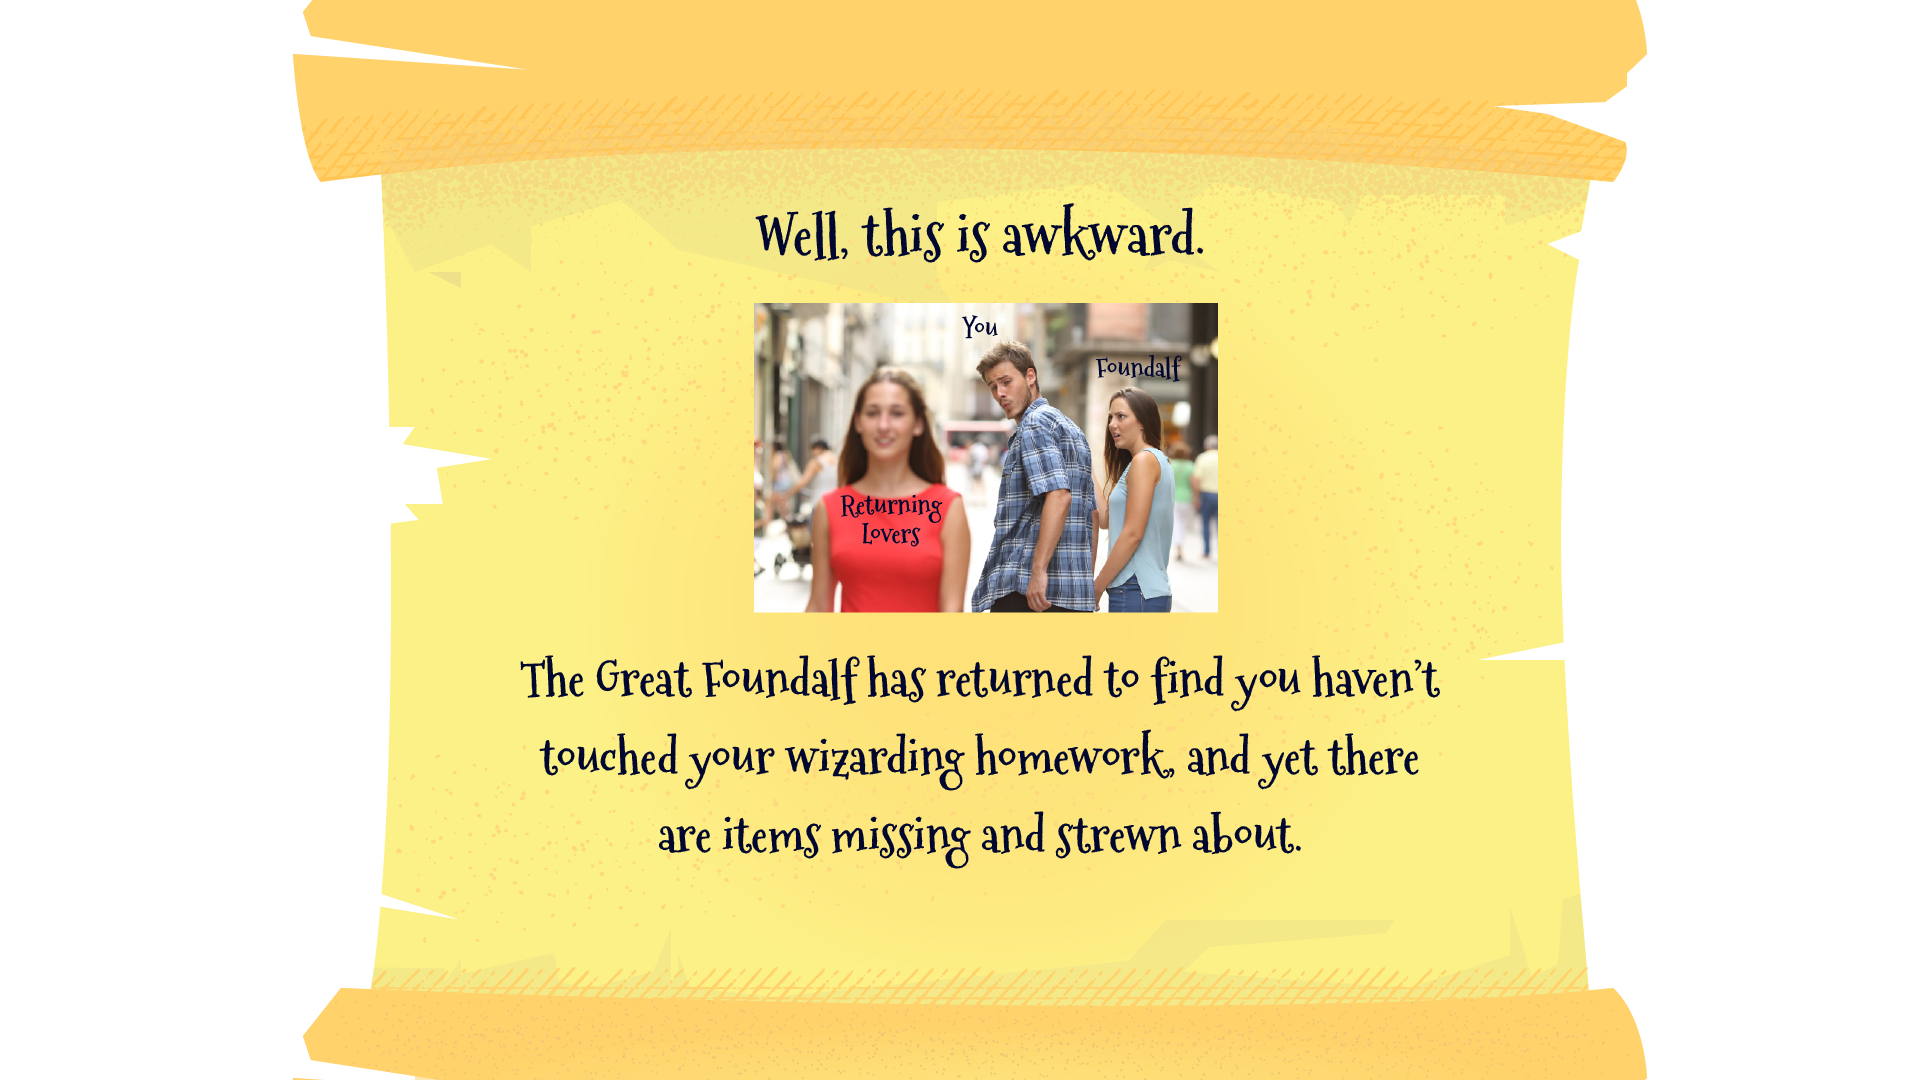 Well, this is awkward.
You
Foundalf
Returning
Lovers
The Great Foundalf has returned to find you haven't
touched your wizarding homework, and yet there
are items missing and strewn about.